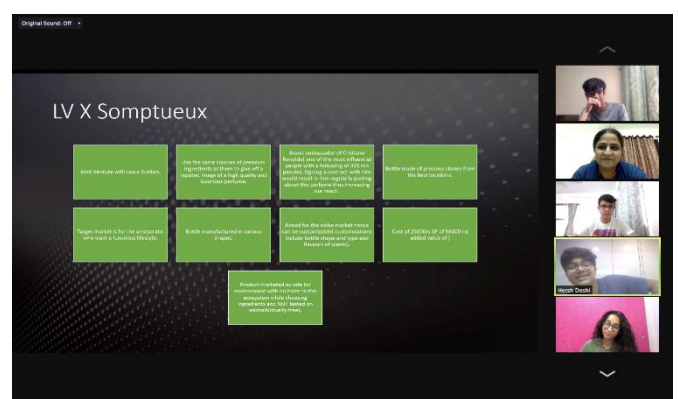 Original Sound: Off
LV X Somptueux
Joint Venture with Louis Vuitton.
Use the same sources of premium
ingredients as them to give off a
reputed image of a high quality and
luxurious perfume.
Brand ambassador of Cristiano
Ronaldo( one of the most influential
people with a following of 315 mn
people). Signing a contract with him
would result in him regularly posting
about this perfume thus increasing
our reach.
Bottle made of precious stones from
the best locations.
Target market is for the aristocrats
who want a luxurious lifestyle.
Bottle manufactured in various
shapes.
Aimed for the niche market hence
can be customizable( customisations
include bottle shape and type and
flavours of scents).
Cost of 25000 SP of 50000 rs(
added value of )
Product marketed as safe for
environment with no harm to the
ecosystem while choosing
ingredients and NOT tested on
animals(cruelty free).
Hersh Doshi